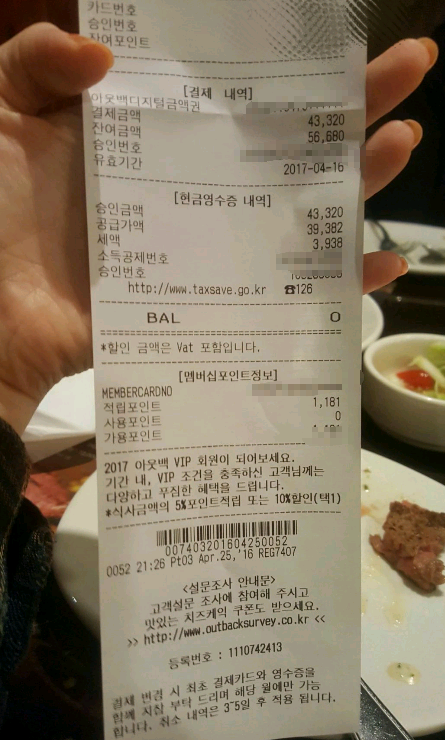 카드번호
승인번호
잔여포인트
[결제 내역]
아웃백디지털금액권
결제금액 43,320
잔여금액 56,680
승인번호
유효기간 2017-04-16
[현금영수증 내역]
승인금액 43,320
공급가액 39,382
세액 3,938
소득공제번호
승인번호
http://www.taxsave.go.kr ☎126
BAL 0
*할인 금액은 Vat 포함입니다.
[멤버십포인트정보]
MEMBERCARDNO
적립포인트 1,181
사용포인트 0
가용포인트
2017 아웃백 VIP 회원이 되어보세요.
기간 내, VIP 조건을 충족하신 고객님께는
다양하고 푸짐한 혜택을 드립니다.
*식사금액의 5%포인트적립 또는 10%할인(택1)
007403201604250052
0052 21:26 Pt03 Apr.25,'16 REG7407
<설문조사 안내문>
고객설문 조사에 참여해 주시고
맛있는 치즈케익 쿠폰도 받으세요.
>> http://www.outbacksurvey.co.kr <<
등록번호 : 1110742413
결제 변경 시 최초 결제카드와 영수증을
함께 지참 부탁 드리며 해당 월에만 가능
합니다. 취소 내역은 3-5일 후 적용 됩니다.